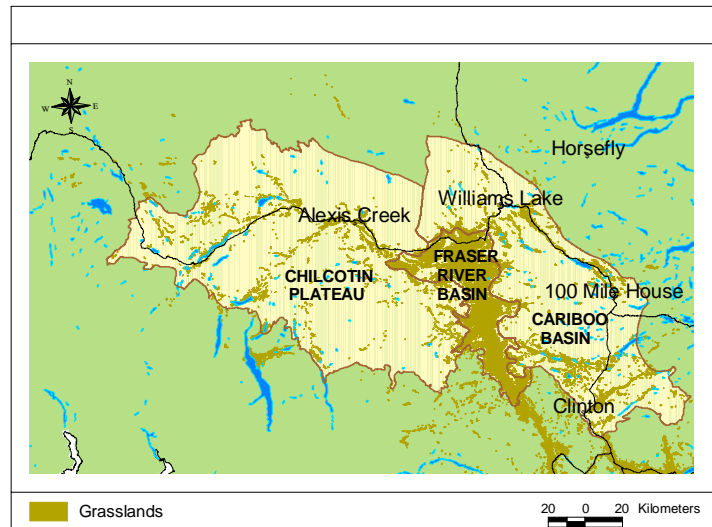 N
W E
S
Horsefly
Williams Lake
Alexis Creek
FRASER
RIVER
BASIN
CHILCOTIN
PLATEAU
100 Mile House
CARIBOO
BASIN
Clinton
Grasslands
20 0 20 Kilometers